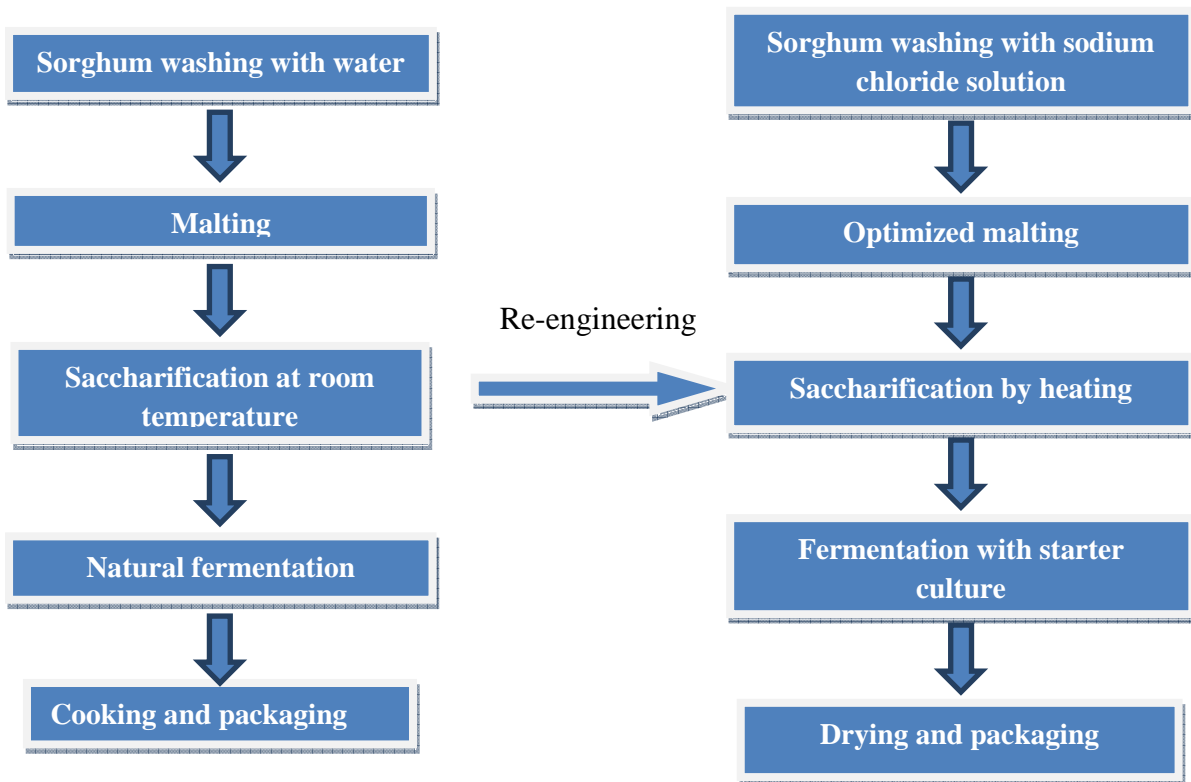 Sorghum washing with water
Malting
Saccharification at room
temperature
Natural fermentation
Cooking and packaging
Re-engineering
Sorghum washing with sodium
chloride solution
Optimized malting
Saccharification by heating
Fermentation with starter
culture
Drying and packaging